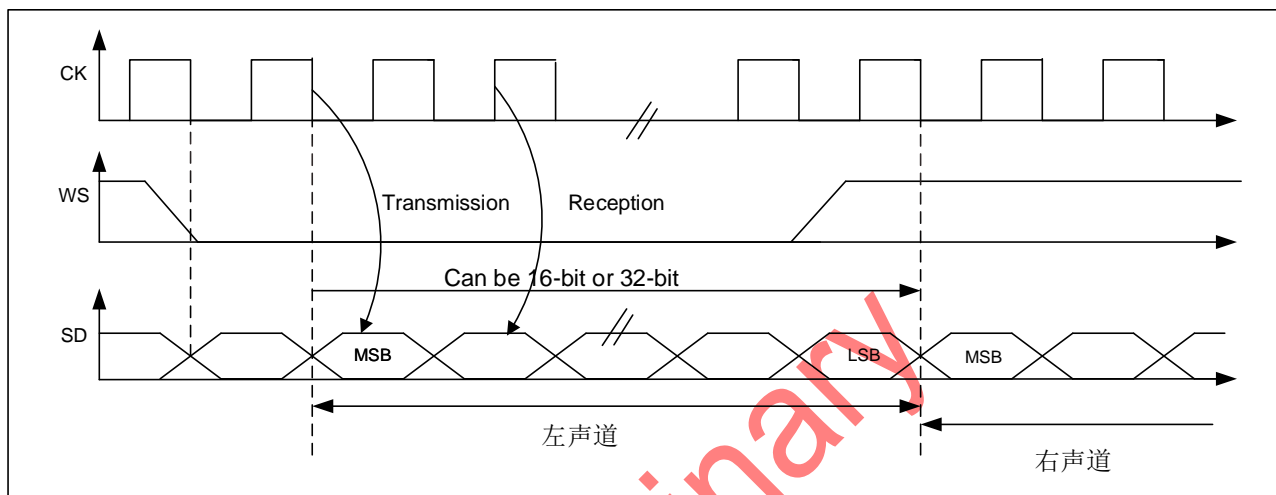 CK
WS
Transmission
Reception
Can be 16-bit or 32-bit
SD
MSB
LSB
MSB
左声道
右声道
inary